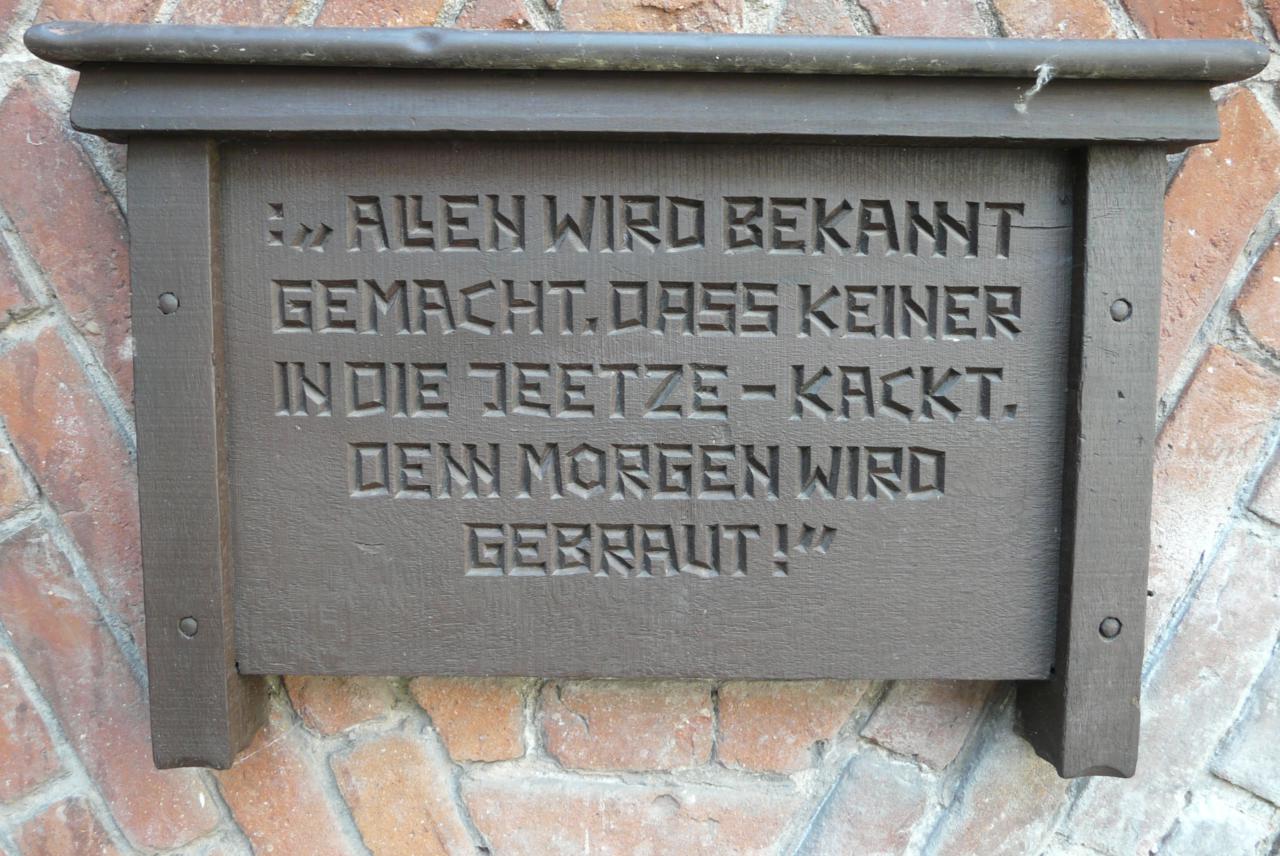 :„ ALLEN WIRD BEKANNT
GEMACHT. DASS KEINER
IN DIE JEETZE - KACKT.
DENN MORGEN WIRD
GEBRAUT!”